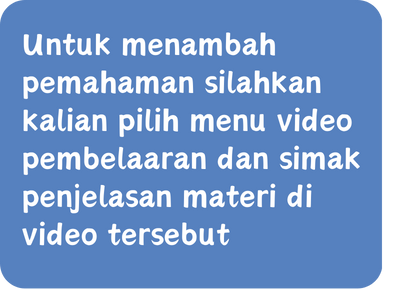 Untuk menambah
pemahaman silahkan
kalian pilih menu video
pembelaaran dan simak
penjelasan materi di
video tersebut